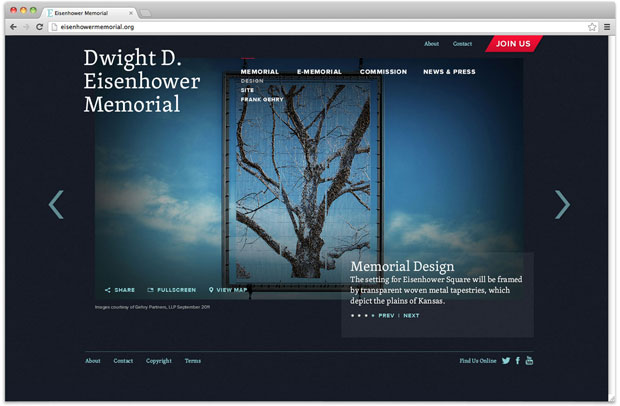 Eisenhower Memorial
eisenhowermemorial.org
About Contact JOIN US
Dwight D.
Eisenhower
Memorial
MEMORIAL E-MEMORIAL COMMISSION NEWS & PRESS
DESIGN
SITE
FRANK GEHRY
Memorial Design
The setting for Eisenhower Square will be framed
by transparent woven metal tapestries, which
depict the plains of Kansas.
PREV | NEXT
SHARE FULLSCREEN VIEW MAP
Images courtesy of Gehry Partners, LLP September 2011
About Contact Copyright Terms
Find Us Online